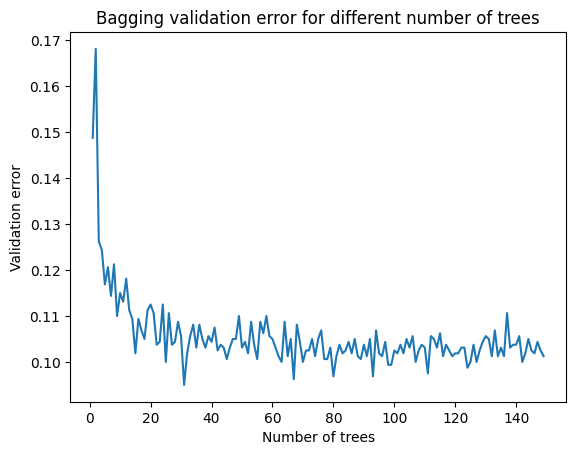 Bagging validation error for different number of trees
0.17
0.16
0.15
0.14
0.13
0.12
0.11
0.10
Validation error
0 20 40 60 80 100 120 140
Number of trees